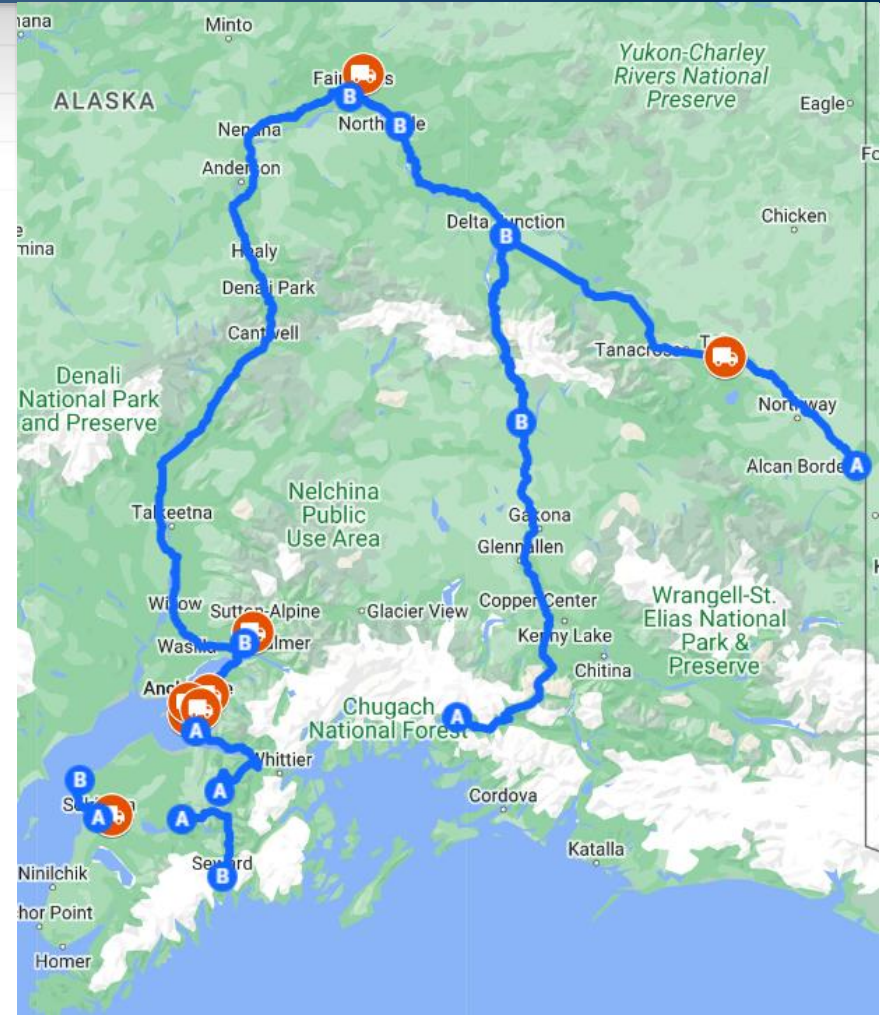 Minto
Yukon-Charley
Rivers National
Preserve
ALASKA
Eagle
B
B
Nenana
Anderson
Chicken
Delta Junction
B
Healy
Denali Park
Cantwell
Denali
National Park
and Preserve
Tanacross
Northway
B
A
Alcan Border
Talkeetna
Nelchina
Public
Use Area
Gakona
Glennallen
Willow
Sutton-Alpine
Glacier View
Copper Center
Wrangell-St.
Elias National
Park &
Preserve
Wasilla
B
Kenny Lake
Chitina
Chugach
National Forest
A
A
Whittier
B
A
A
A
Cordova
Katalla
Seward
B
Ninilchik
Homer